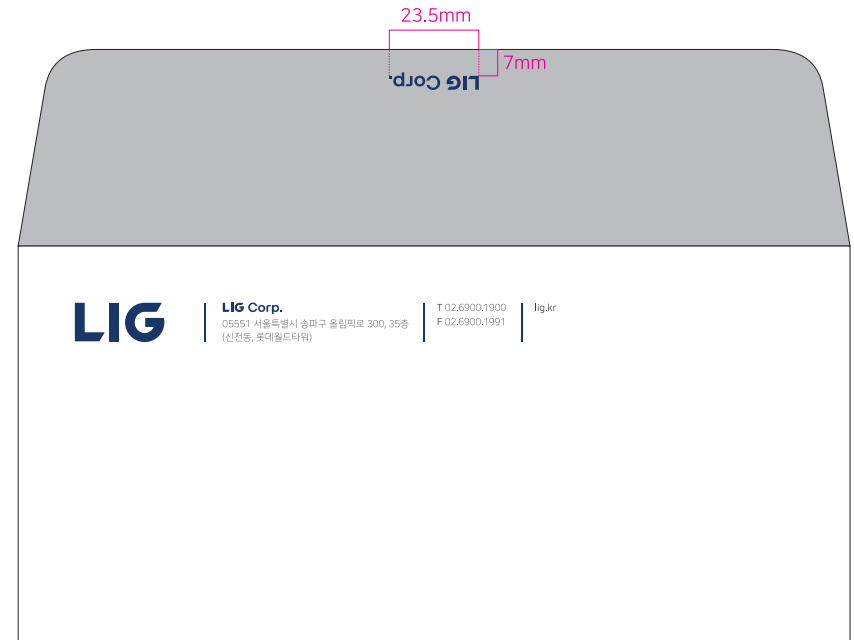 23.5mm
7mm
LIG Corp.
LIG
LIG Corp.
05551 서울특별시 송파구 올림픽로 300, 35층
(신천동, 롯데월드타워)
T 02.6900.1900
F 02.6900.1991
lig.kr